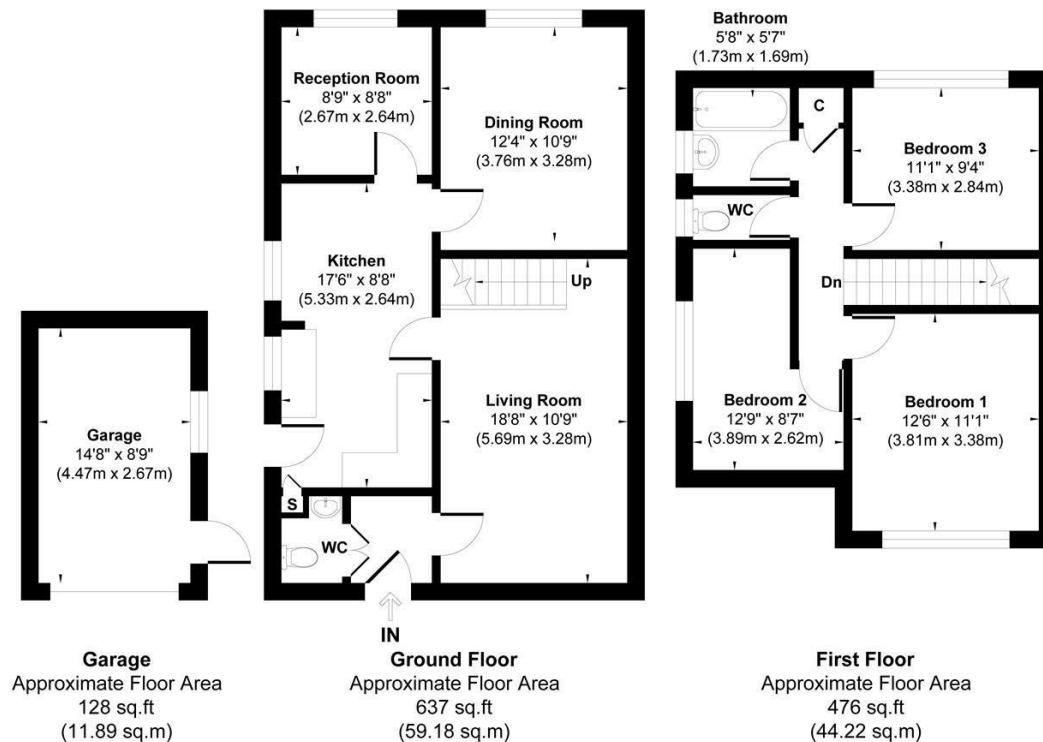 Garage
14'8" x 8'9"
(4.47m x 2.67m)
Garage
Approximate Floor Area
128 sq.ft
(11.89 sq.m)
Reception Room
8'9" x 8'8"
(2.67m x 2.64m)
Dining Room
12'4" x 10'9"
(3.76m x 3.28m)
Kitchen
17'6" x 8'8"
(5.33m x 2.64m)
Up
Living Room
18'8" x 10'9"
(5.69m x 3.28m)
S
WC
IN
Ground Floor
Approximate Floor Area
637 sq.ft
(59.18 sq.m)
Bathroom
5'8" x 5'7"
(1.73m x 1.69m)
C
Bedroom 3
11'1" x 9'4"
(3.38m x 2.84m)
WC
Dn
Bedroom 2
12'9" x 8'7"
(3.89m x 2.62m)
Bedroom 1
12'6" x 11'1"
(3.81m x 3.38m)
First Floor
Approximate Floor Area
476 sq.ft
(44.22 sq.m)